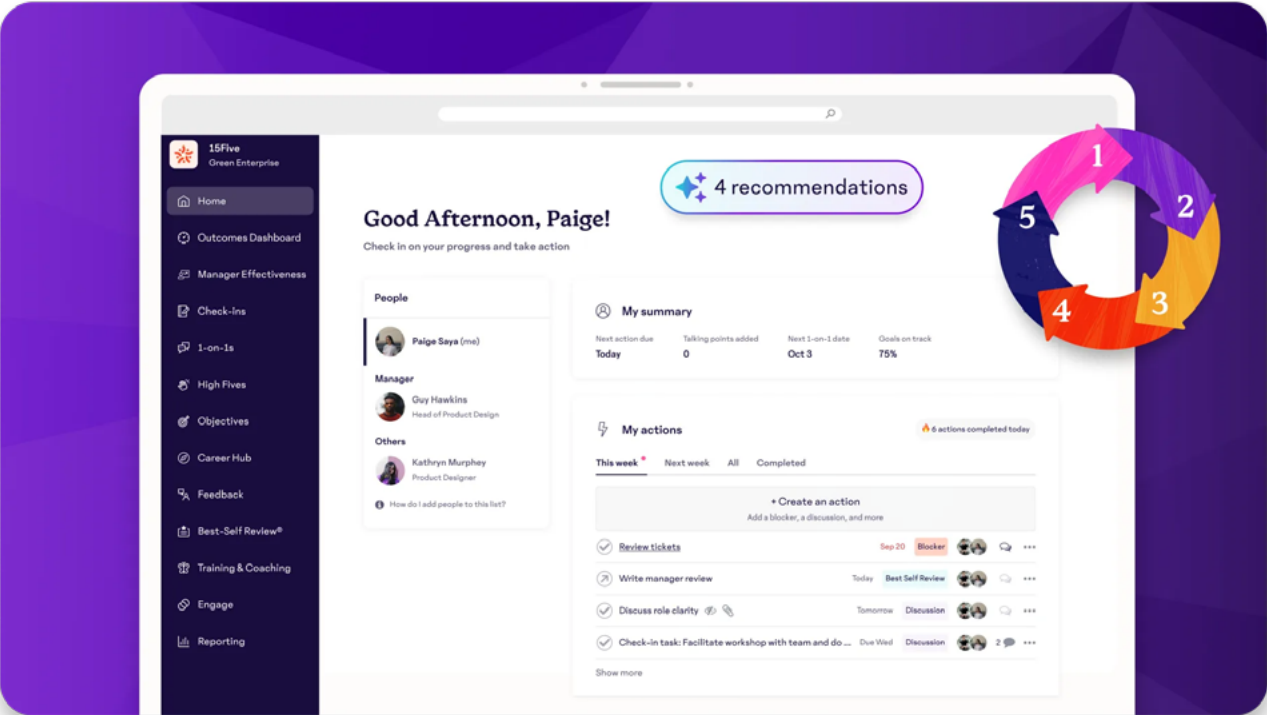 15Five
Green Enterprise
Home
Outcomes Dashboard
Manager Effectiveness
Check-ins
1-on-1s
High Fives
Objectives
Career Hub
Feedback
Best-Self Review®
Training & Coaching
Engage
Reporting
4 recommendations
Good Afternoon, Paige!
Check in on your progress and take action
People
Paige Saya (me)
Manager
Guy Hawkins
Head of Product Design
Others
Kathryn Murphey
Product Designer
How do I add people to this list?
My summary
Next action due Talking points added Next 1-on-1 date Goals on track
Today 0 Oct 3 75%
My actions
6 actions completed today
This week Next week All Completed
+ Create an action
Add a blocker, a discussion, and more
Review tickets Sep 20 Blocker
Write manager review Today Best Self Review
Discuss role clarity Tomorrow Discussion
Check-in task: Facilitate workshop with team and do ... Due Wed Discussion 2
Show more
1
2
3
4
5